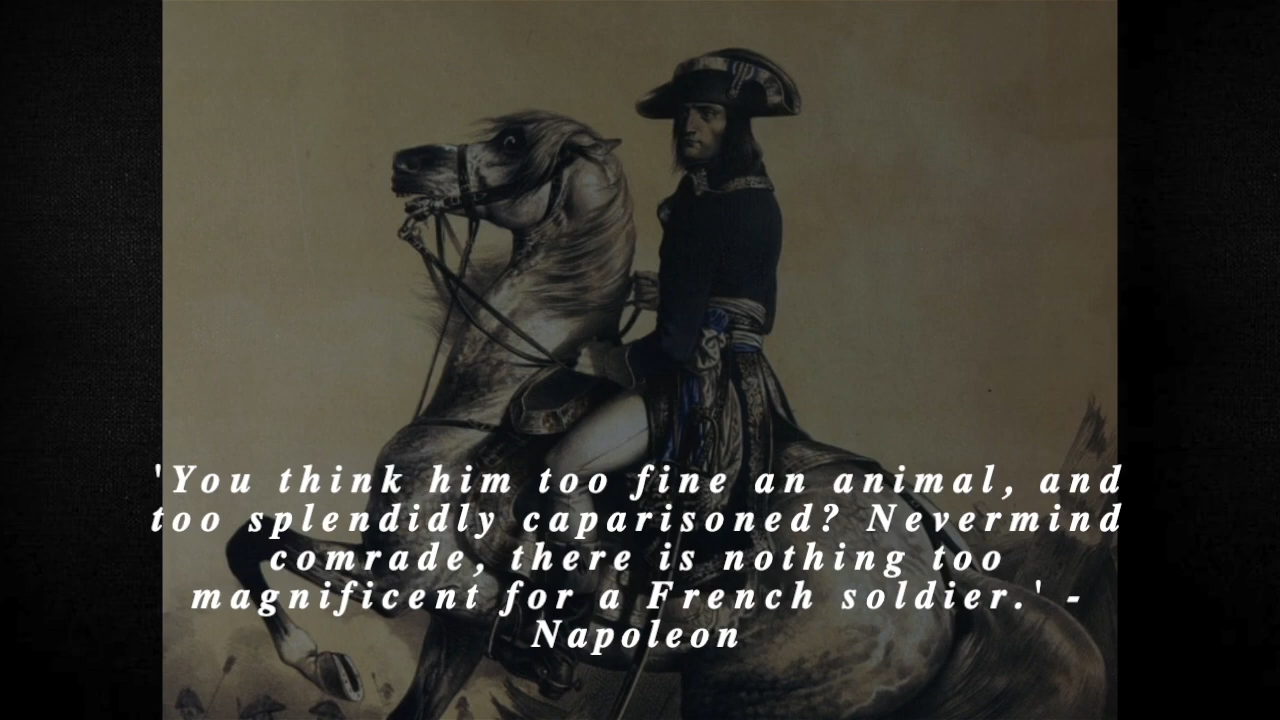 'You think him too fine an animal, and
too splendidly caparisoned? Nevermind
comrade, there is nothing too
magnificent for a French soldier.' -
Napoleon